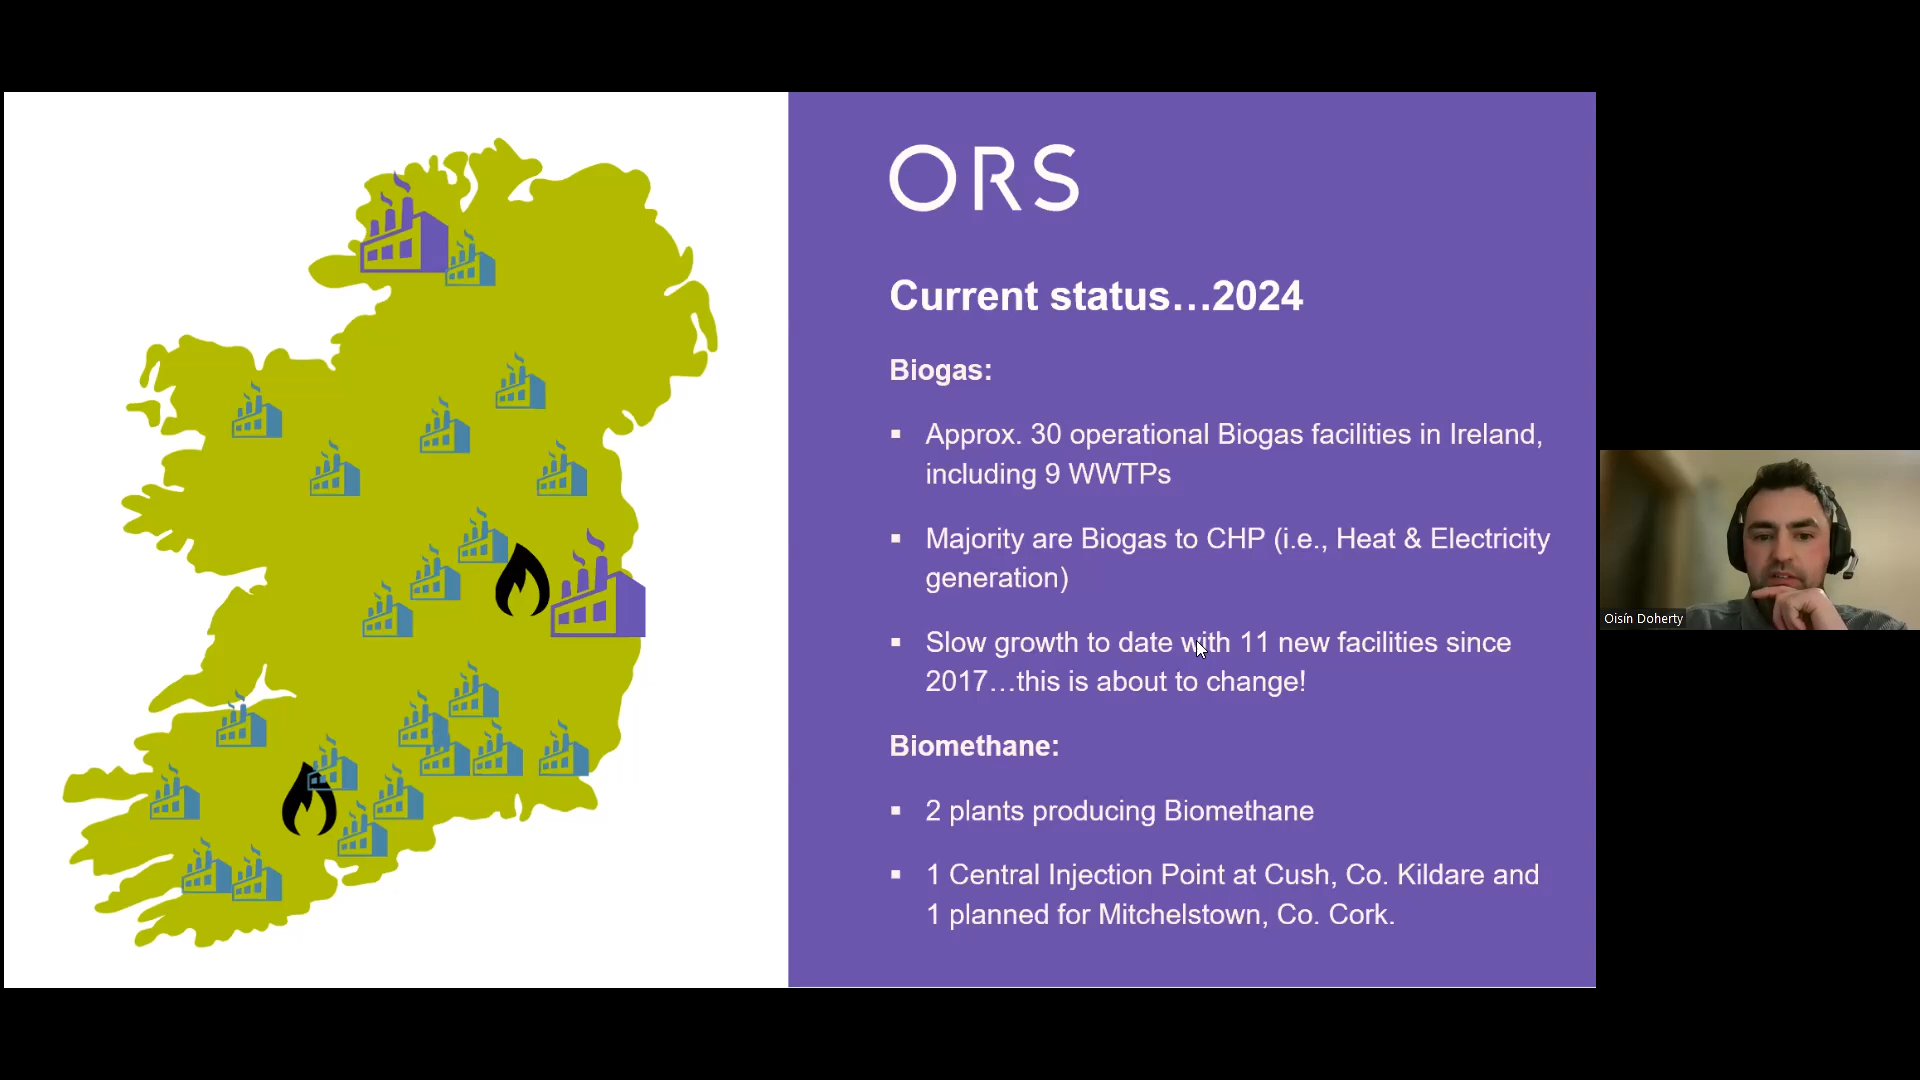 ORS
Current status…2024
Biogas:
▪ Approx. 30 operational Biogas facilities in Ireland,
including 9 WWTPs
▪ Majority are Biogas to CHP (i.e., Heat & Electricity
generation)
▪ Slow growth to date with 11 new facilities since
2017…this is about to change!
Biomethane:
▪ 2 plants producing Biomethane
▪ 1 Central Injection Point at Cush, Co. Kildare and
1 planned for Mitchelstown, Co. Cork.
Oisín Doherty